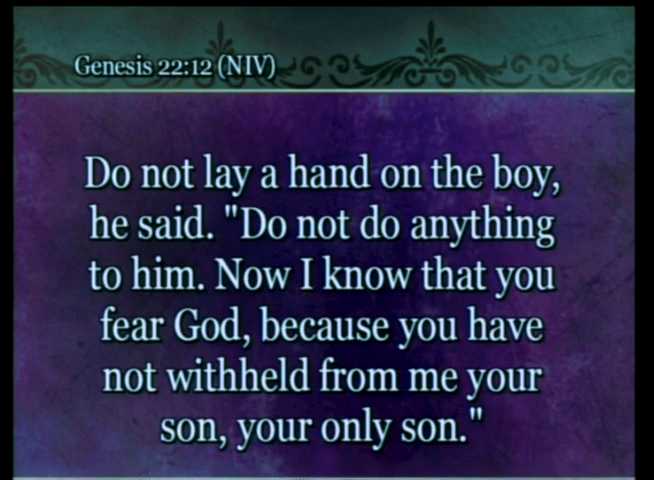 Genesis 22:12 (NIV)
Do not lay a hand on the boy,
he said. "Do not do anything
to him. Now I know that you
fear God, because you have
not withheld from me your
son, your only son."